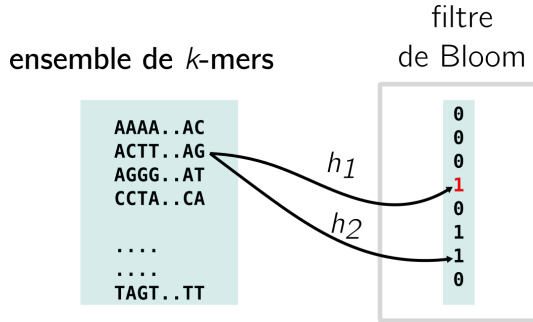 filtre
de Bloom
ensemble de k-mers
AAAA..AC
ACTT..AG
AGGG..AT
CCTA..CA
....
....
TAGT..TT
h1
h2
0
0
0
1
0
1
1
0